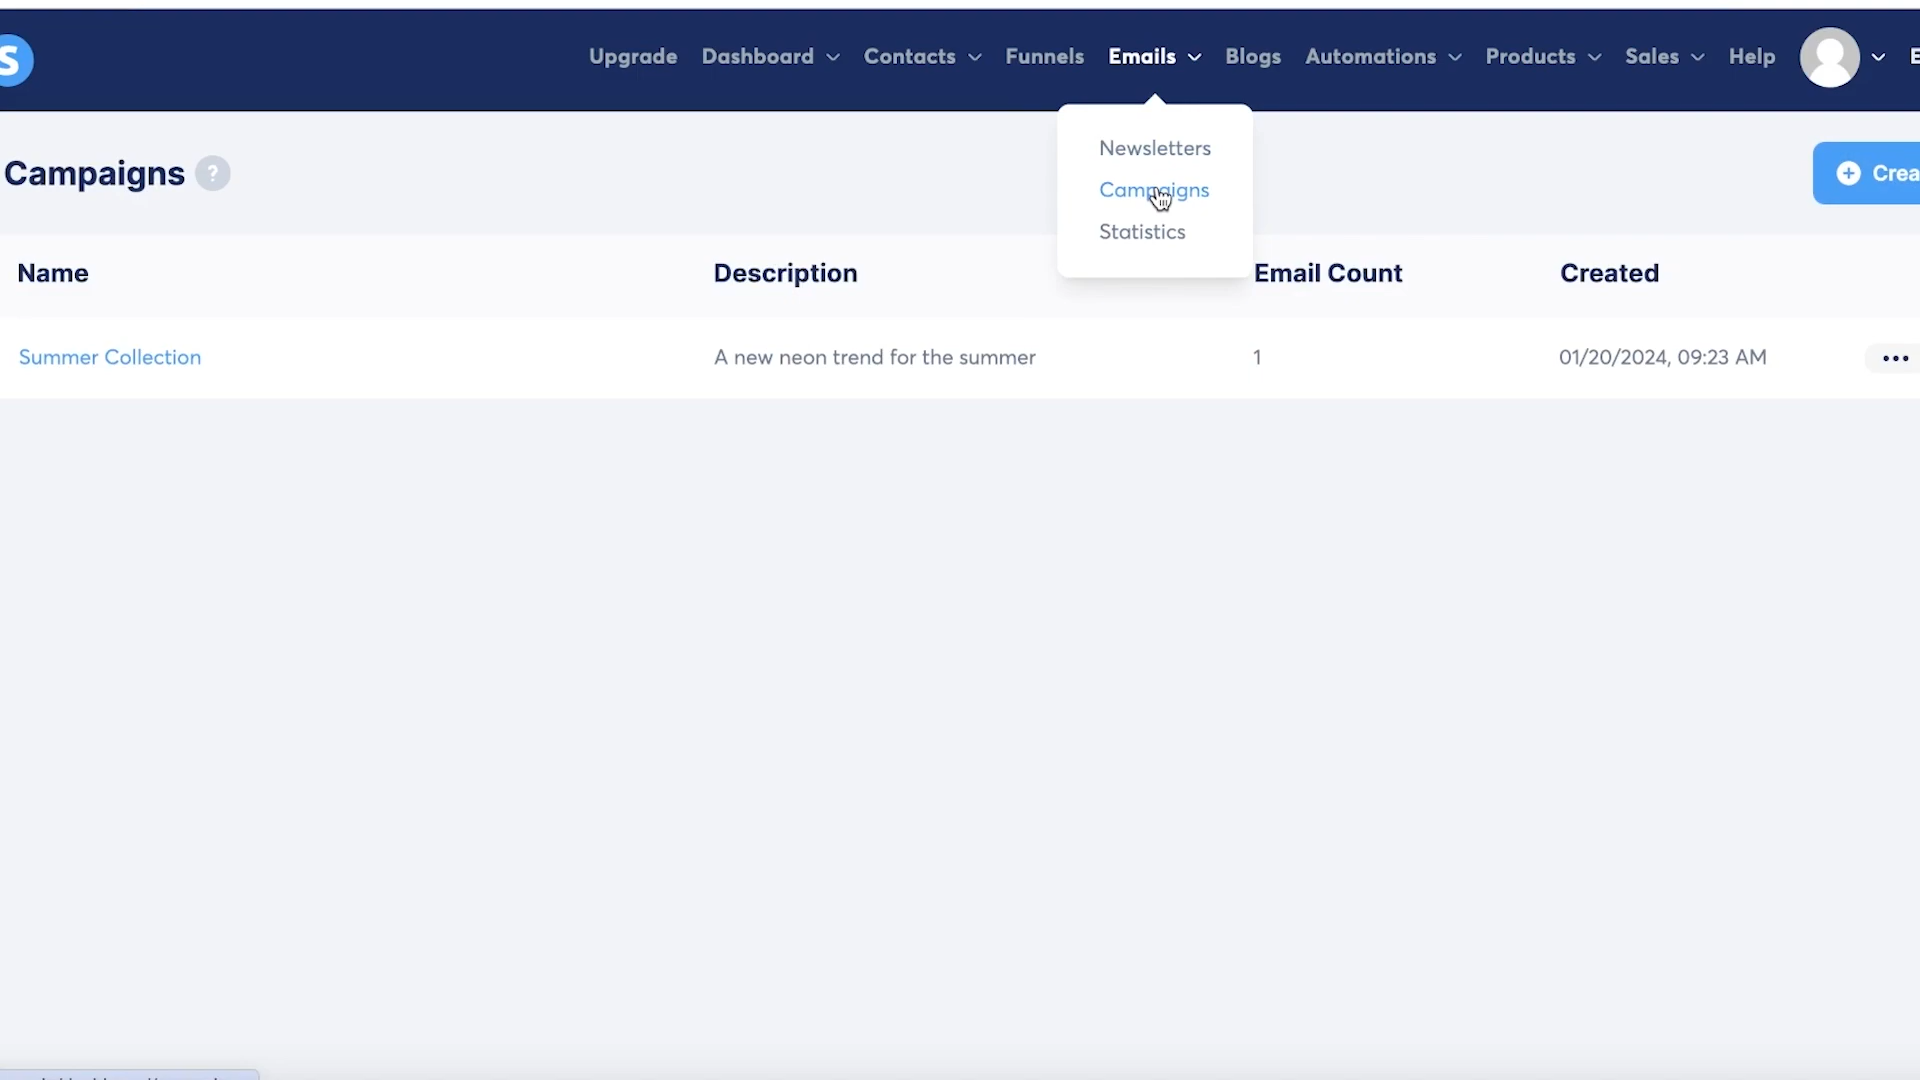 S
Upgrade Dashboard Contacts Funnels Emails Blogs Automations Products Sales Help
Newsletters
Campaigns
Statistics
Campaigns ?
Name Description Email Count Created
Summer Collection A new neon trend for the summer 1 01/20/2024, 09:23 AM